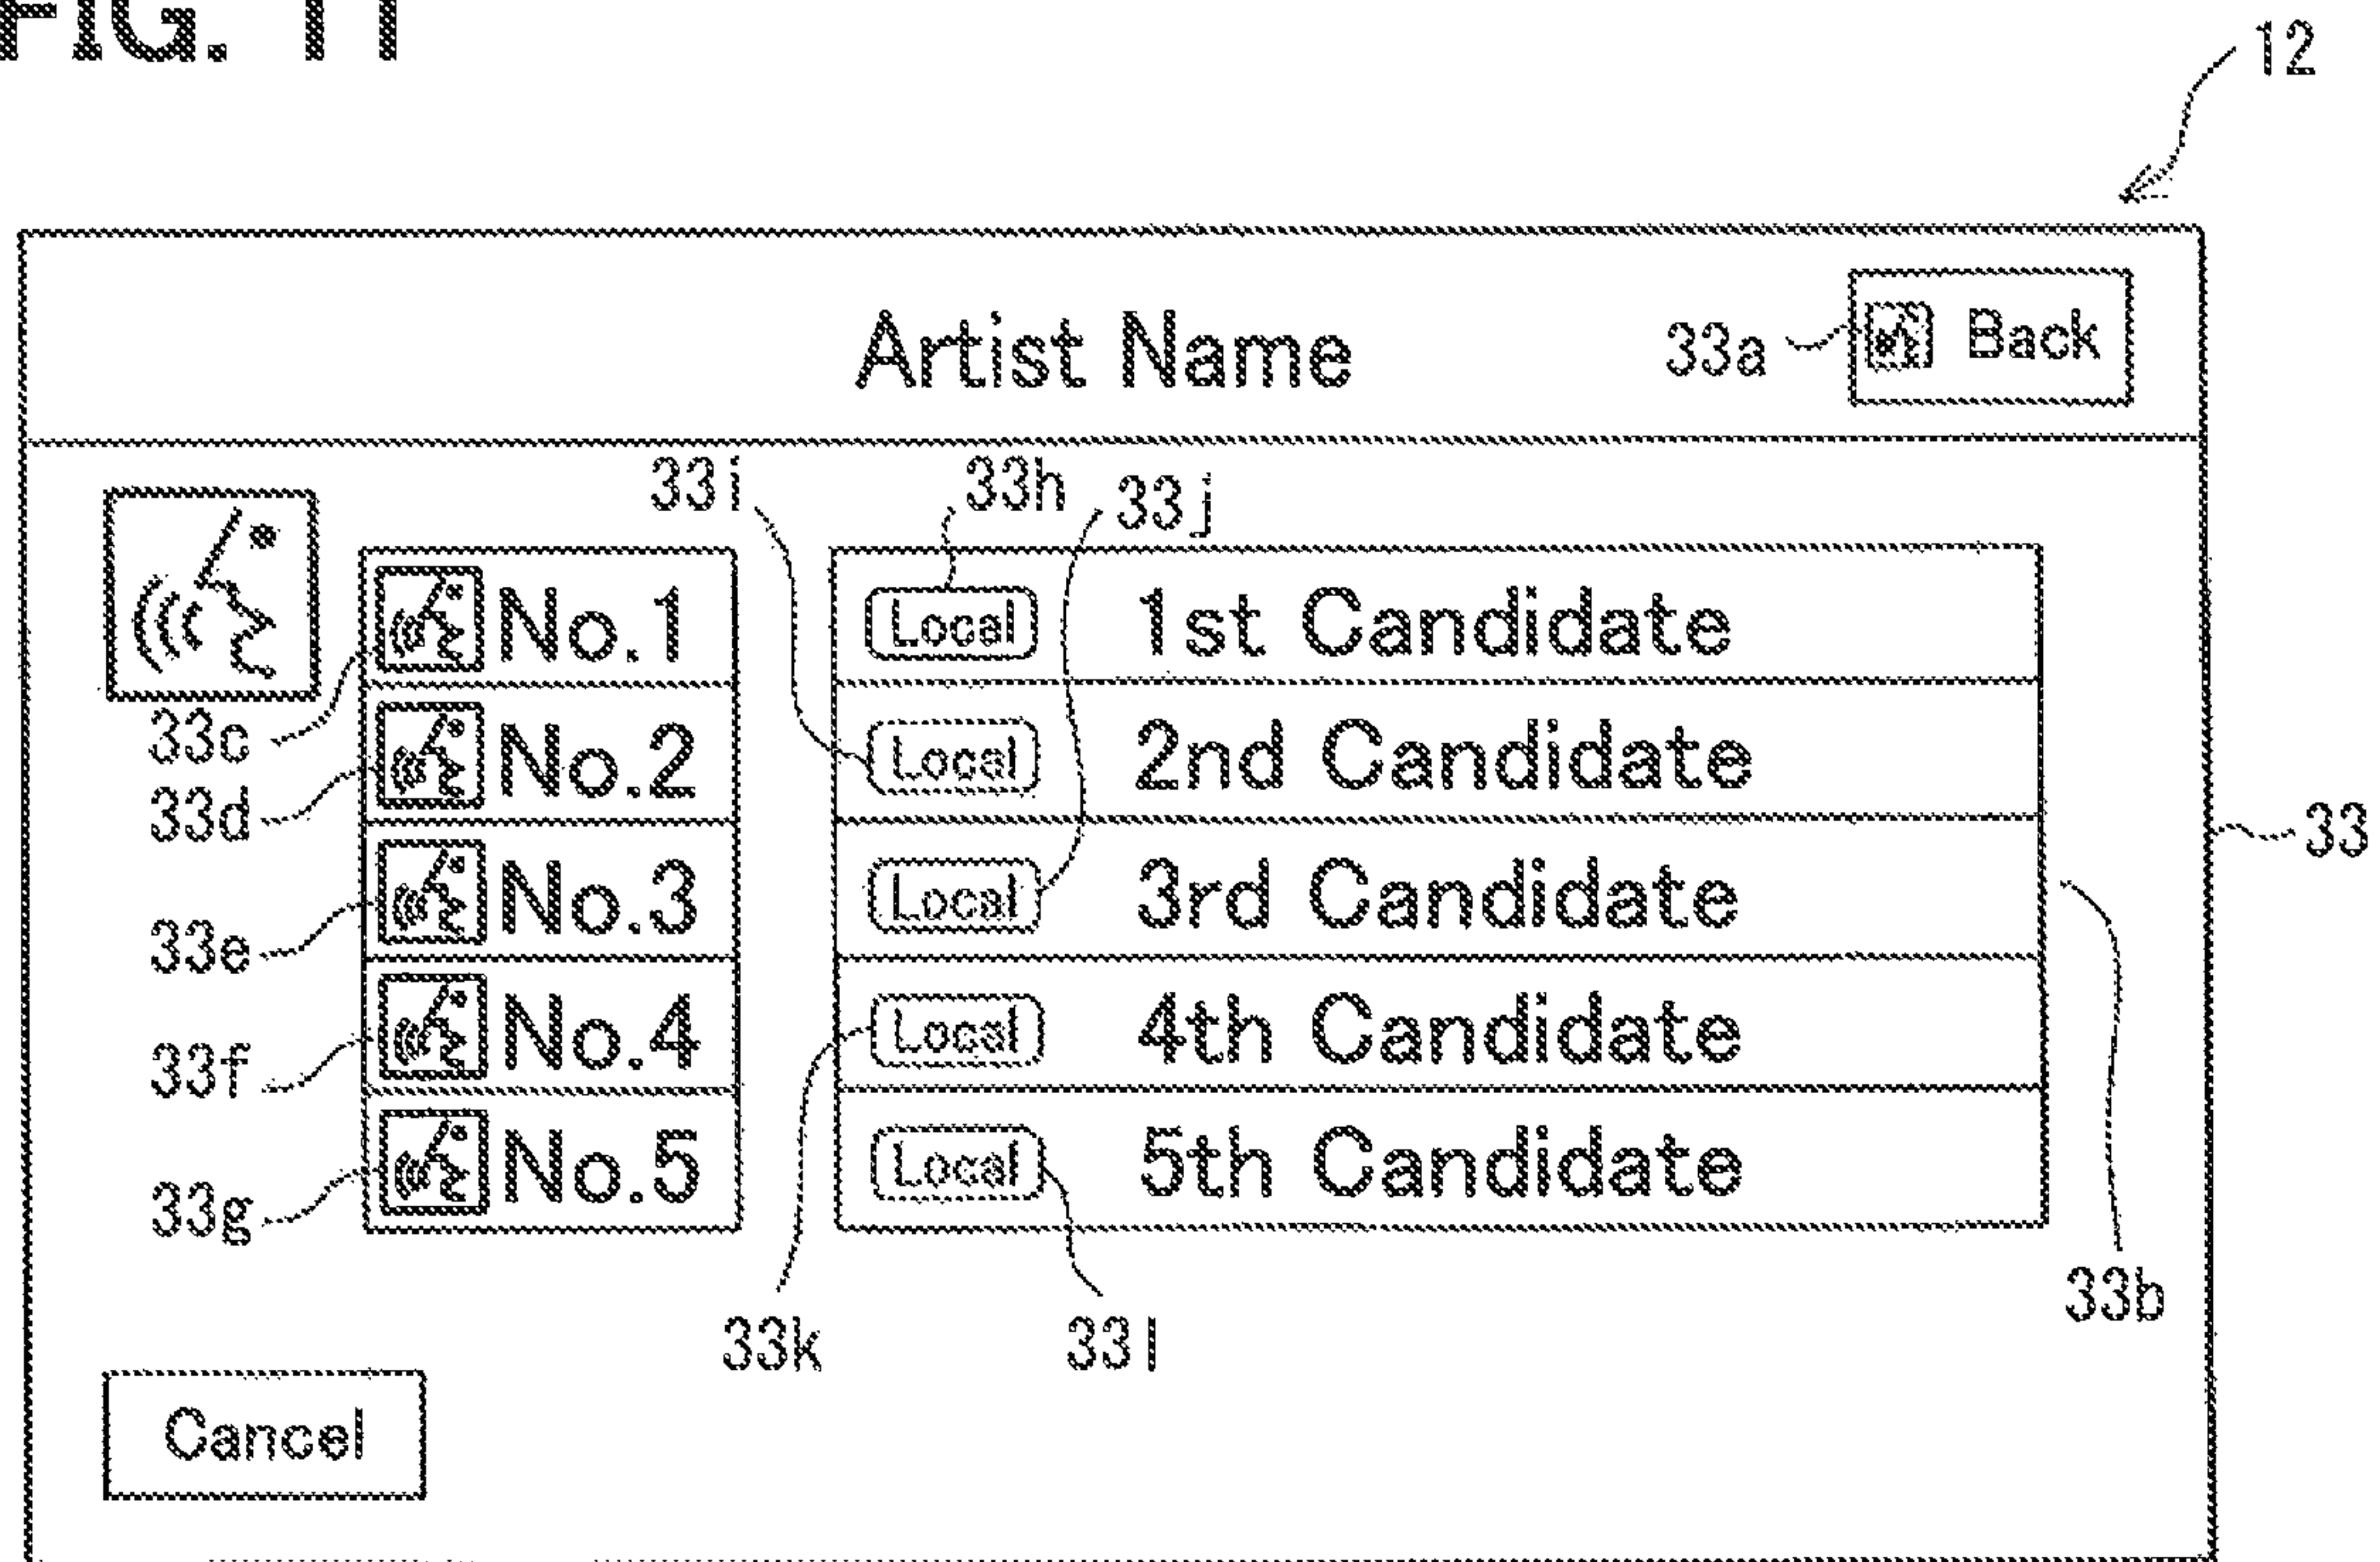 FIG. 11
12
Artist Name
33a
Back
33i
33h
33j
No.1
Local
1st Candidate
33c
No.2
Local
2nd Candidate
33d
33
No.3
Local
3rd Candidate
33e
No.4
Local
4th Candidate
33f
No.5
Local
5th Candidate
33g
33b
33k
33l
Cancel